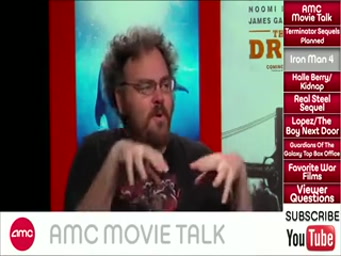 NOOMI
JAMES GA
TH
DR
COMING
AMC
Movie Talk
Terminator Sequels
Planned
Iron Man 4
Halle Berry/
Kidnap
Real Steel
Sequel
Lopez/The
Boy Next Door
Guardians Of The
Galaxy Top Box Office
Favorite War
Films
Viewer
Questions
SUBSCRIBE
YouTube
amc AMC MOVIE TALK